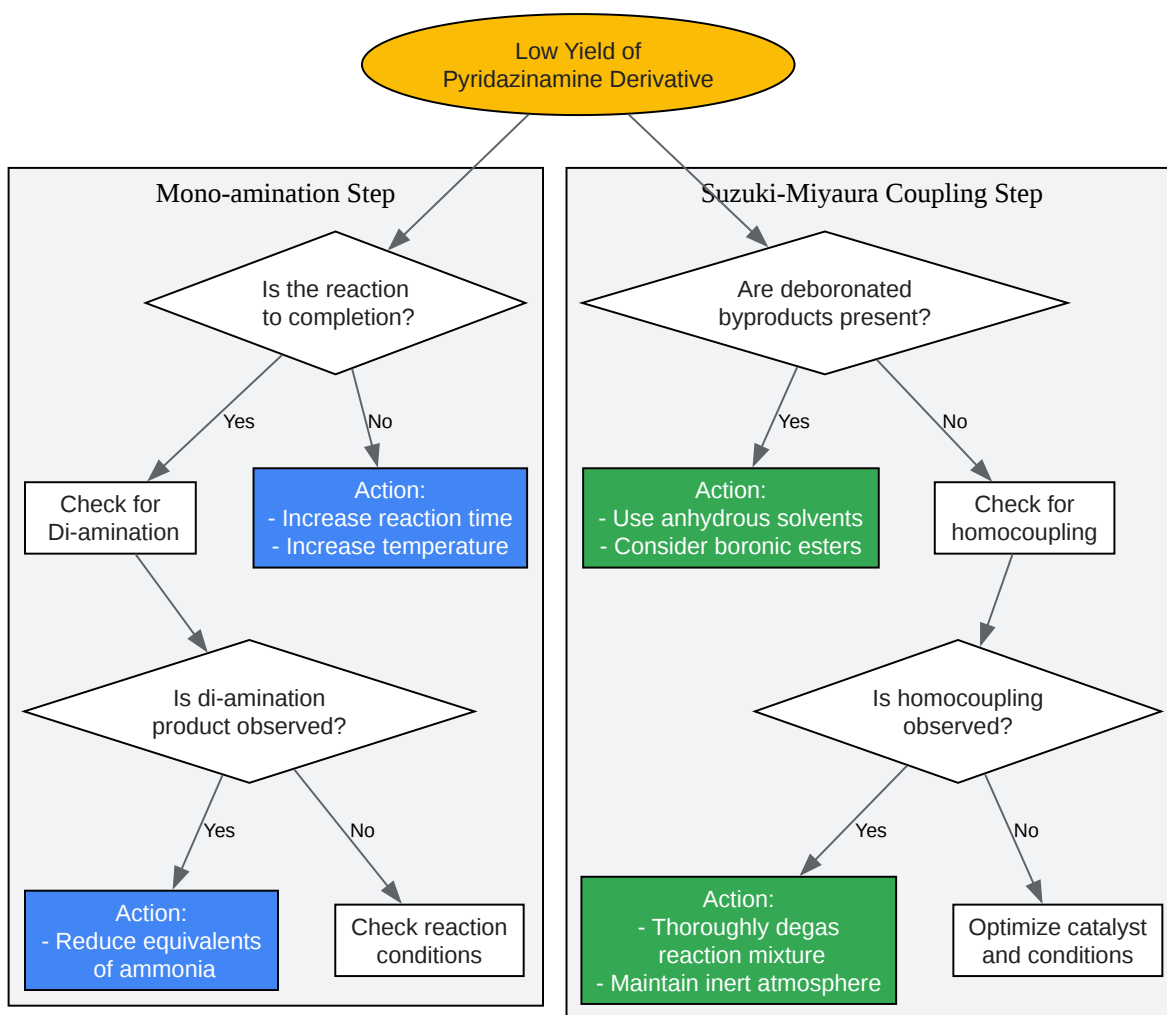 Low Yield of
Pyridazinamine Derivative
Mono-amination Step
Is the reaction
to completion?
Yes
No
Check for
Di-amination
Action:
- Increase reaction time
- Increase temperature
Is di-amination
product observed?
Yes
No
Action:
- Reduce equivalents
of ammonia
Check reaction
conditions
Suzuki-Miyaura Coupling Step
Are deboronated
byproducts present?
Yes
No
Action:
- Use anhydrous solvents
- Consider boronic esters
Check for
homocoupling
Is homocoupling
observed?
Yes
No
Action:
- Thoroughly degas
reaction mixture
- Maintain inert atmosphere
Optimize catalyst
and conditions